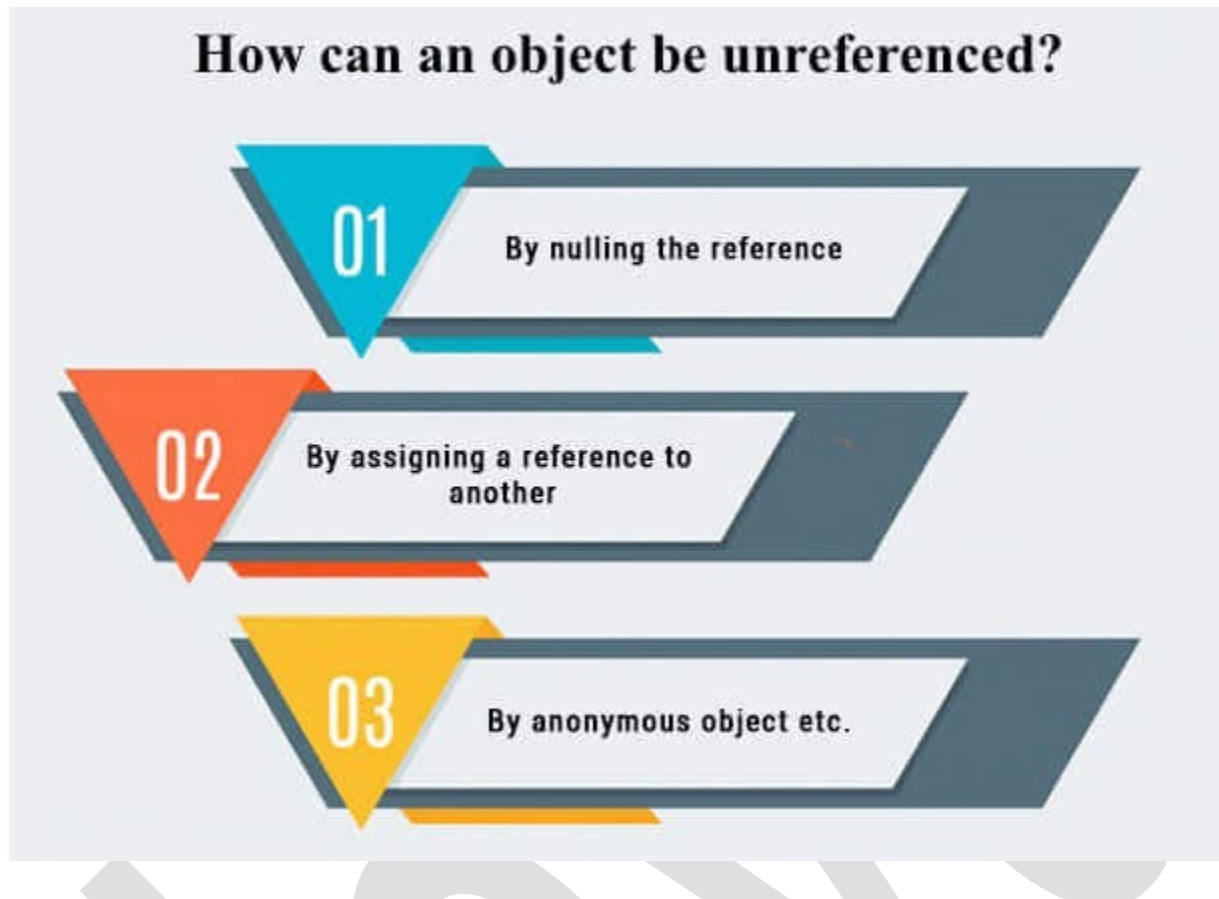 How can an object be unreferenced?
01
By nulling the reference
02
By assigning a reference to
another
03
By anonymous object etc.